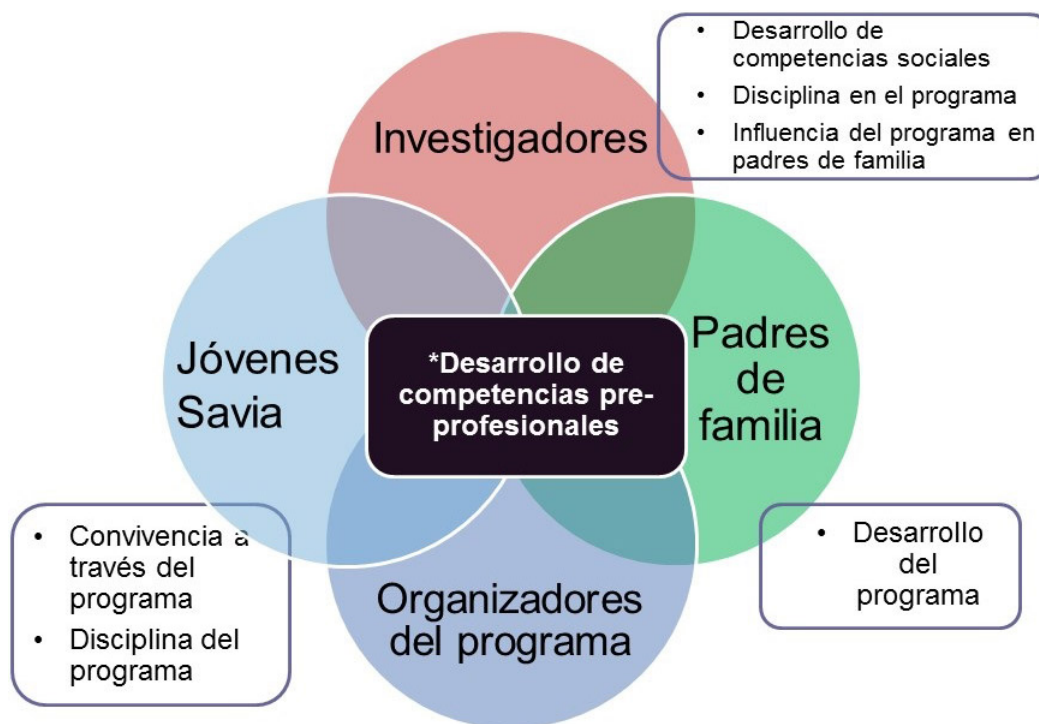 • Desarrollo de
competencias sociales
• Disciplina en el programa
• Influencia del programa en
padres de familia
Investigadores
Jóvenes
Savia
*Desarrollo de
competencias pre-
profesionales
Padres
de
familia
• Convivencia a
través del
programa
• Disciplina del
programa
Organizadores
del programa
• Desarrollo
del
programa